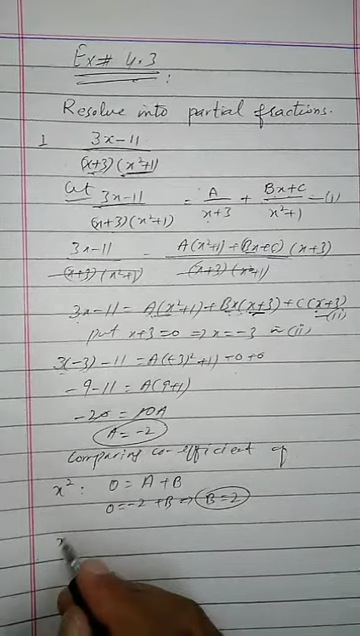 Ex# 4.3
Resolve into partial fractions.
1 3x-11 / (x+3)(x²+1)
Let 3x-11 / (x+3)(x²+1) = A / x+3 + Bx+C / x²+1 —(i)
3x-11 / (x+3)(x²+1) = A(x²+1)+(Bx+C)(x+3) / (x+3)(x²+1)
3x-11 = A(x²+1)+Bx(x+3)+C(x+3) —(ii)
put x+3=0 ⇒ x=-3 in (ii)
3(-3)-11 = A((-3)²+1)+0+0
-9-11 = A(9+1)
-20 = 10A
A=-2
Comparing co-efficient of
x²: 0 = A+B
0=-2+B ⇒ B=2
x